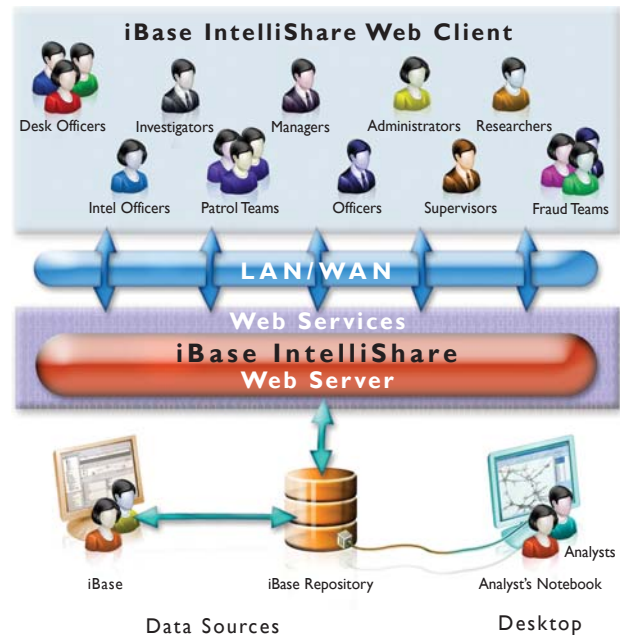 iBase IntelliShare Web Client
Desk Officers
Investigators
Managers
Administrators
Researchers
Intel Officers
Patrol Teams
Officers
Supervisors
Fraud Teams
LAN/WAN
Web Services
iBase IntelliShare
Web Server
Analysts
iBase
iBase Repository
Analyst's Notebook
Data Sources
Desktop